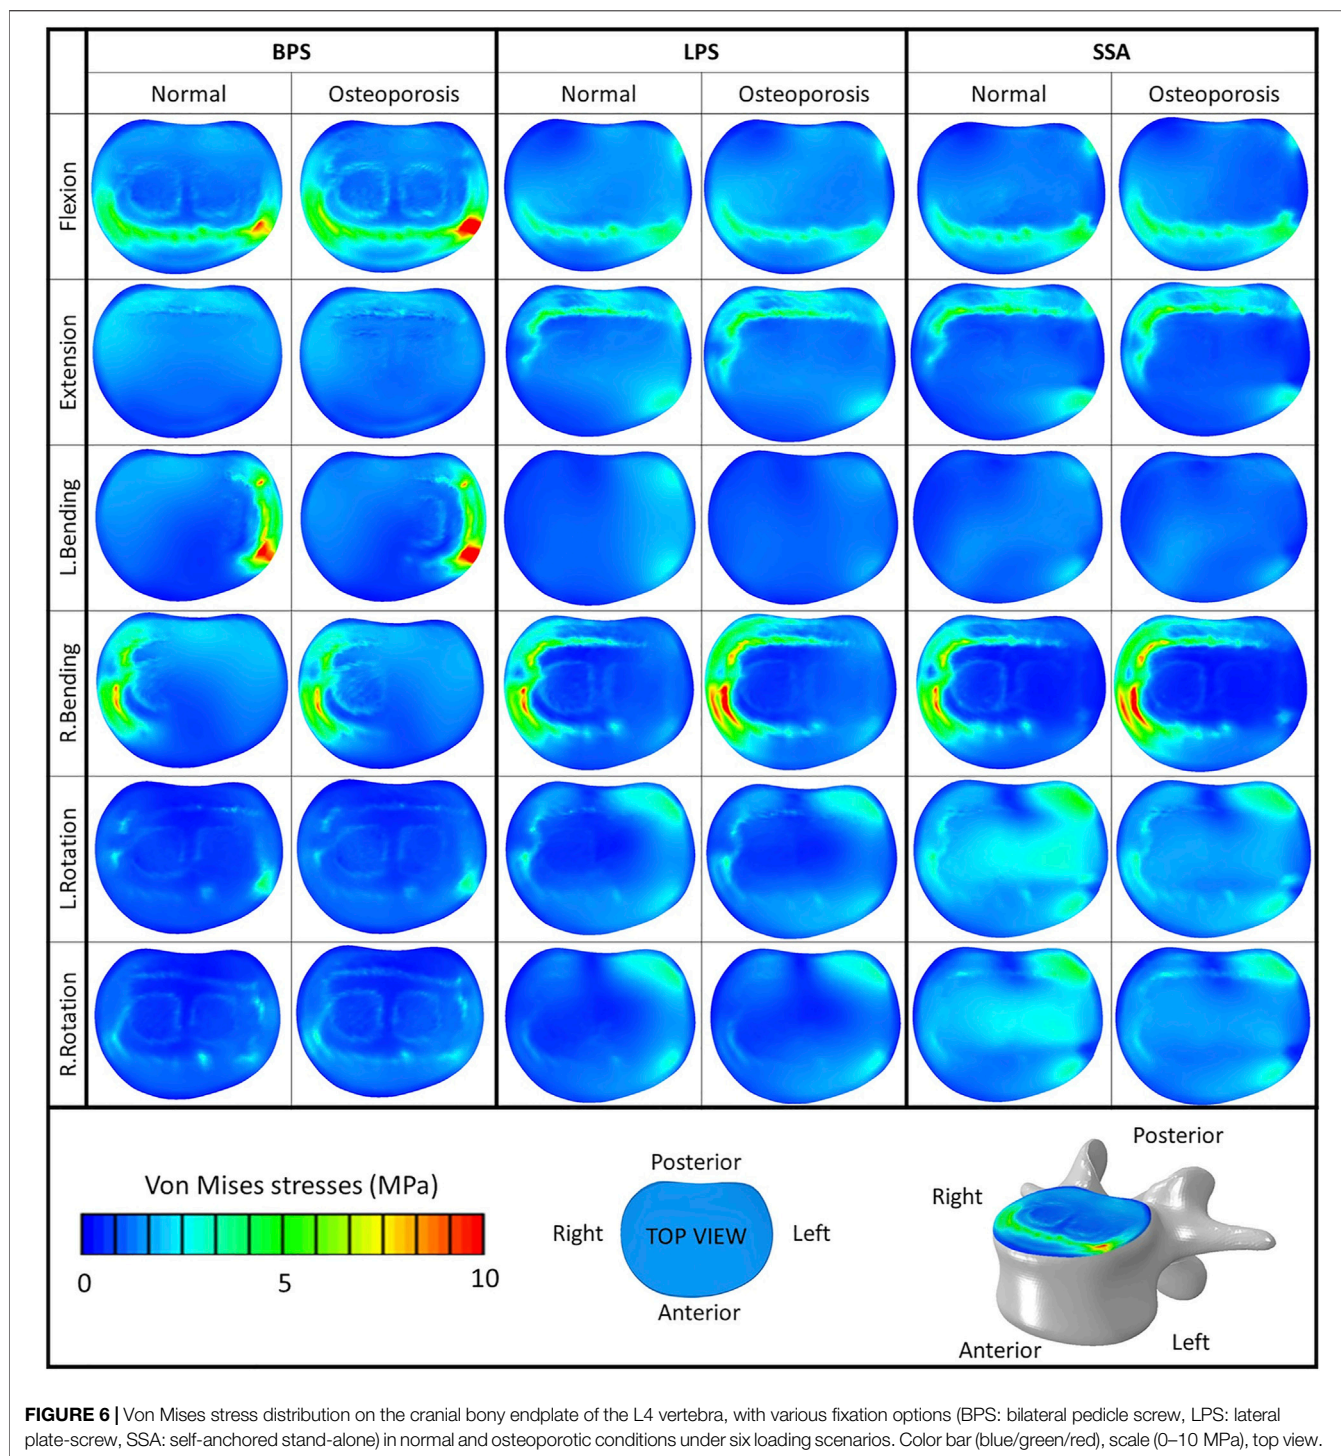 BPS LPS SSA
Normal Osteoporosis Normal Osteoporosis Normal Osteoporosis
Flexion
Extension
L.Bending
R.Bending
L.Rotation
R.Rotation
Von Mises stresses (MPa)
0 5 10
Posterior
Right TOP VIEW Left
Anterior
Posterior
Right
Anterior Left
FIGURE 6 | Von Mises stress distribution on the cranial bony endplate of the L4 vertebra, with various fixation options (BPS: bilateral pedicle screw, LPS: lateral
plate-screw, SSA: self-anchored stand-alone) in normal and osteoporotic conditions under six loading scenarios. Color bar (blue/green/red), scale (0–10 MPa), top view.